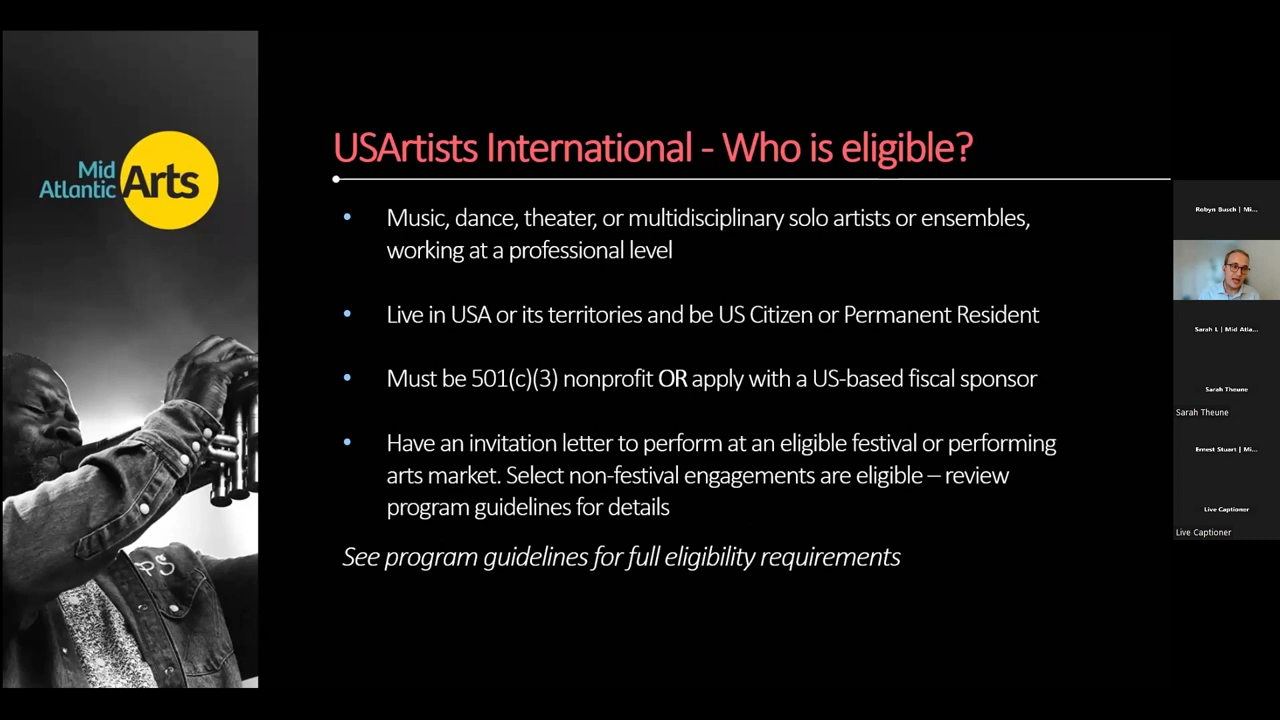 Mid
Atlantic Arts
USArtists International - Who is eligible?
• Music, dance, theater, or multidisciplinary solo artists or ensembles,
working at a professional level
• Live in USA or its territories and be US Citizen or Permanent Resident
• Must be 501(c)(3) nonprofit OR apply with a US-based fiscal sponsor
• Have an invitation letter to perform at an eligible festival or performing
arts market. Select non-festival engagements are eligible – review
program guidelines for details
See program guidelines for full eligibility requirements
PS
Robyn Busch | Mi...
Sarah L | Mid Atla...
Sarah Theune
Sarah Theune
Ernest Stuart | Mi...
Live Captioner
Live Captioner